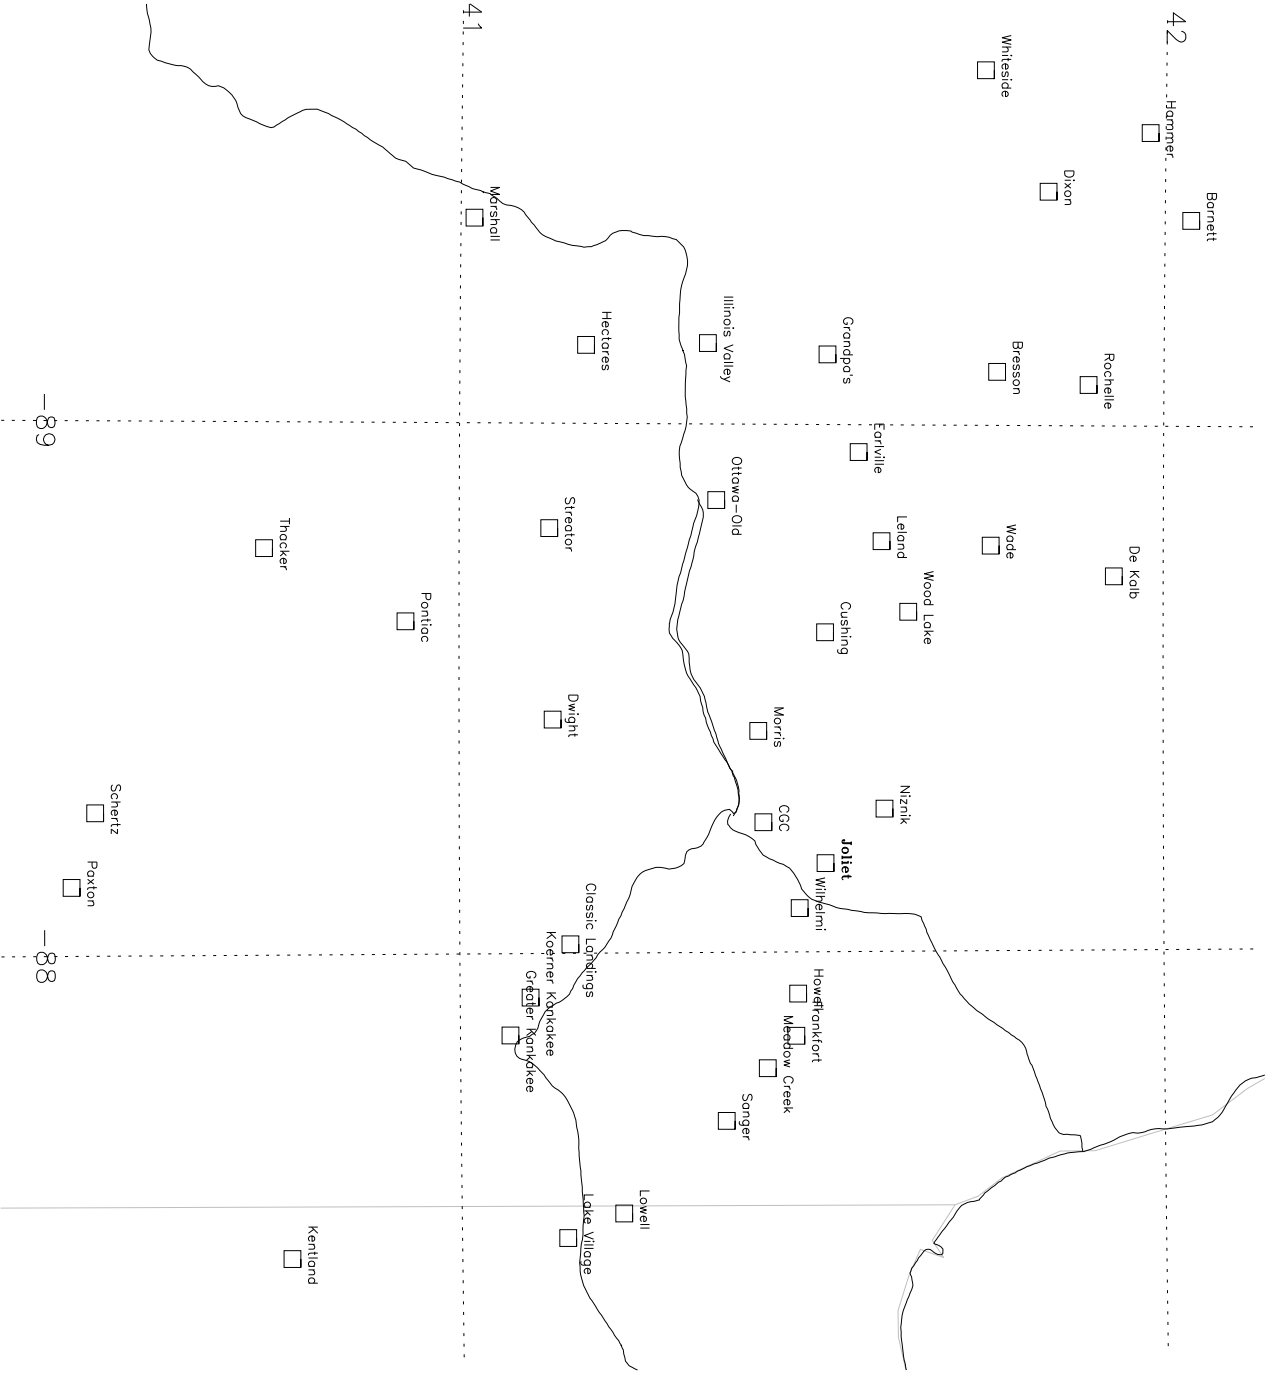 41
42
Whiteside
Hammer
Dixon
Barnett
Marshall
Illinois Valley
Hectares
Grandpa's
Bresson
Rochelle
-89
Earlville
Ottawa-Old
Streator
Thacker
Leland
Wade
De Kalb
Wood Lake
Pontiac
Cushing
Dwight
Morris
Schertz
Niznik
CGC
Joliet
Paxton
Wilhelmi
Classic Landings
-88
Koerner Kankakee
Greater Kankakee
Howell
Frankfort
Meadow Creek
Sanger
Lowell
Lake Village
Kentland